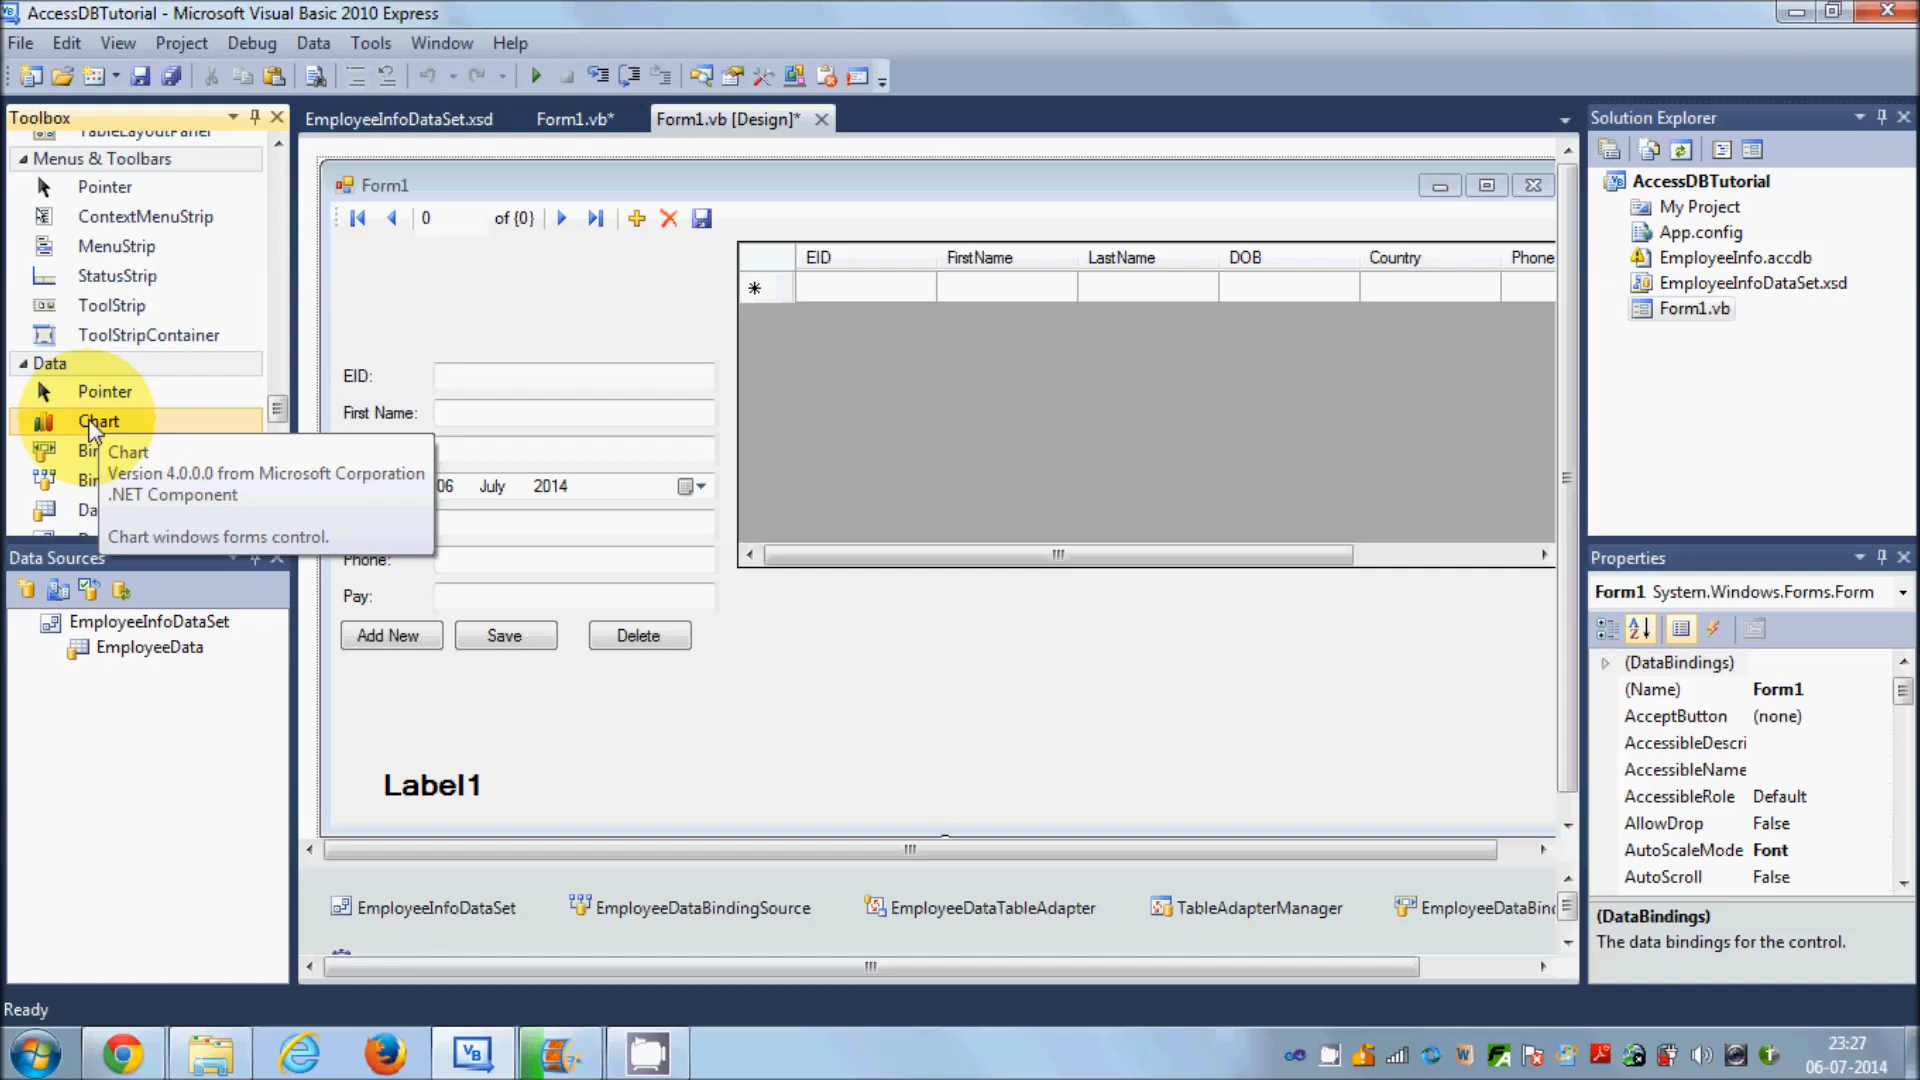 AccessDBTutorial - Microsoft Visual Basic 2010 Express
File Edit View Project Debug Data Tools Window Help
Toolbox
TableLayoutPanel
Menus & Toolbars
Pointer
ContextMenuStrip
MenuStrip
StatusStrip
ToolStrip
ToolStripContainer
Data
Pointer
Chart
Bin
Bin
Da
Chart
Version 4.0.0.0 from Microsoft Corporation
.NET Component
Chart windows forms control.
Data Sources
EmployeeInfoDataSet
EmployeeData
EmployeeInfoDataSet.xsd Form1.vb* Form1.vb [Design]*
Form1
0 of {0}
EID FirstName LastName DOB Country Phone
EID:
First Name:
06 July 2014
Phone:
Pay:
Add New Save Delete
Label1
EmployeeInfoDataSet EmployeeDataBindingSource EmployeeDataTableAdapter TableAdapterManager EmployeeDataBind
Solution Explorer
AccessDBTutorial
My Project
App.config
EmployeeInfo.accdb
EmployeeInfoDataSet.xsd
Form1.vb
Properties
Form1 System.Windows.Forms.Form
(DataBindings)
(Name) Form1
AcceptButton (none)
AccessibleDescri
AccessibleName
AccessibleRole Default
AllowDrop False
AutoScaleMode Font
AutoScroll False
(DataBindings)
The data bindings for the control.
Ready
23:27
06-07-2014